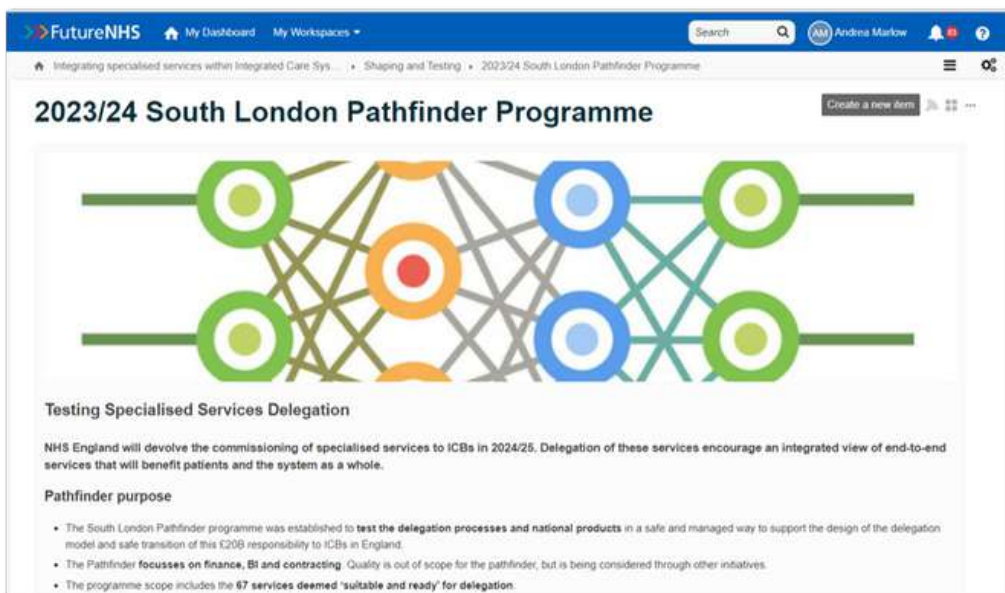 FutureNHS My Dashboard My Workspaces Search AM Andrea Marlow
Integrating specialised services within Integrated Care Sys... Shaping and Testing 2023/24 South London Pathfinder Programme
2023/24 South London Pathfinder Programme
Create a new item
Testing Specialised Services Delegation
NHS England will devolve the commissioning of specialised services to ICBs in 2024/25. Delegation of these services encourage an integrated view of end-to-end
services that will benefit patients and the system as a whole.
Pathfinder purpose
The South London Pathfinder programme was established to test the delegation processes and national products in a safe and managed way to support the design of the delegation
model and safe transition of this £20B responsibility to ICBs in England.
The Pathfinder focusses on finance, BI and contracting. Quality is out of scope for the pathfinder, but is being considered through other initiatives.
The programme scope includes the 67 services deemed 'suitable and ready' for delegation.